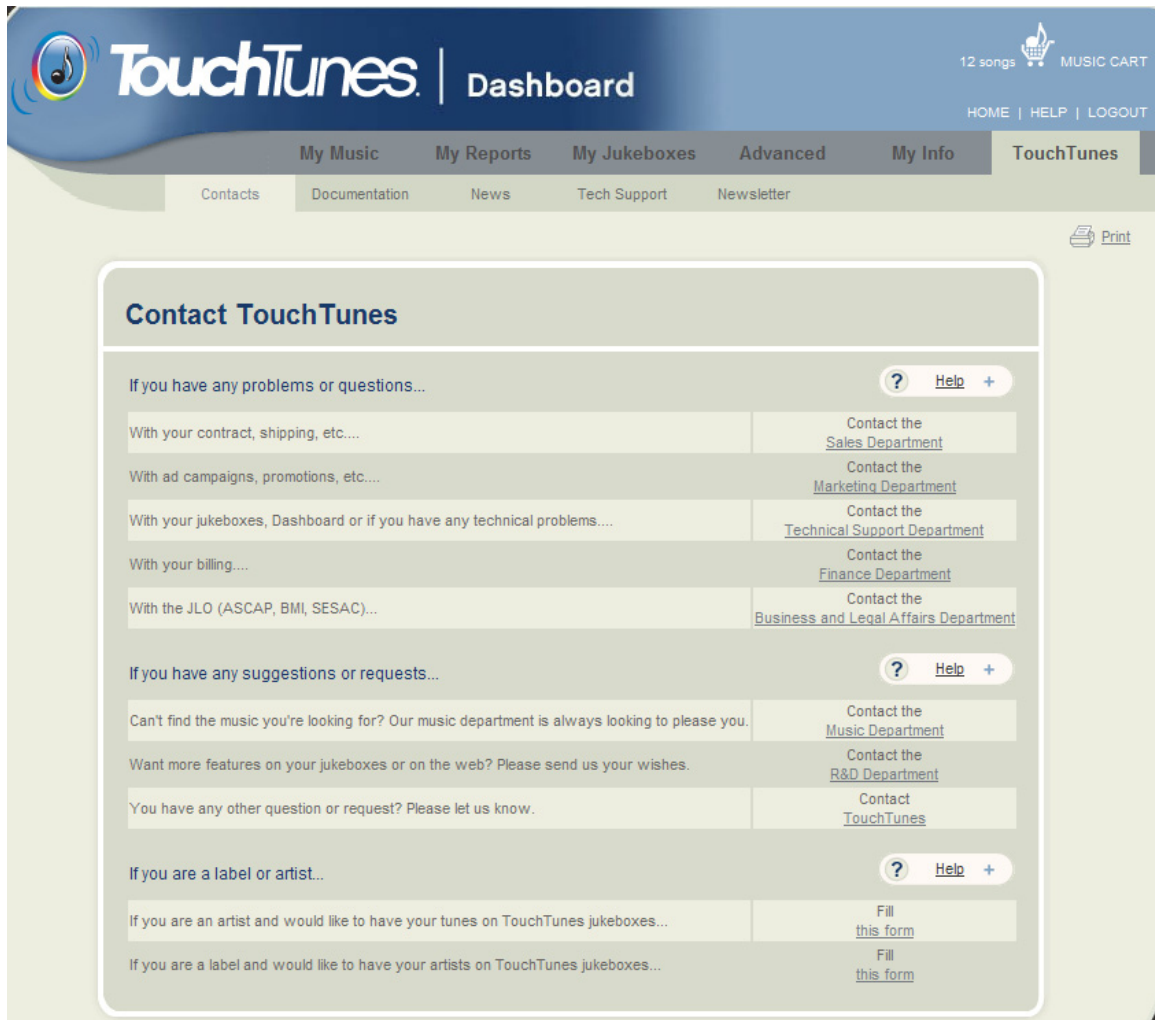 TouchTunes. | Dashboard
12 songs MUSIC CART
HOME | HELP | LOGOUT
My Music My Reports My Jukeboxes Advanced My Info TouchTunes
Contacts Documentation News Tech Support Newsletter
Print
Contact TouchTunes
If you have any problems or questions...
? Help +
With your contract, shipping, etc....
Contact the
Sales Department
With ad campaigns, promotions, etc....
Contact the
Marketing Department
With your jukeboxes, Dashboard or if you have any technical problems....
Contact the
Technical Support Department
With your billing....
Contact the
Finance Department
With the JLO (ASCAP, BMI, SESAC)...
Contact the
Business and Legal Affairs Department
If you have any suggestions or requests...
? Help +
Can't find the music you're looking for? Our music department is always looking to please you.
Contact the
Music Department
Want more features on your jukeboxes or on the web? Please send us your wishes.
Contact the
R&D Department
You have any other question or request? Please let us know.
Contact
TouchTunes
If you are a label or artist...
? Help +
If you are an artist and would like to have your tunes on TouchTunes jukeboxes...
Fill
this form
If you are a label and would like to have your artists on TouchTunes jukeboxes...
Fill
this form